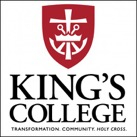 KING'S
COLLEGE
TRANSFORMATION. COMMUNITY. HOLY CROSS.